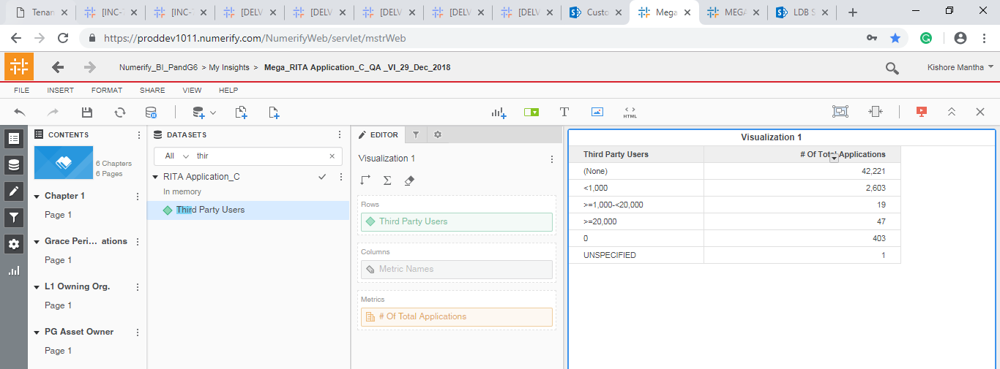 Tenan
[INC-
[INC-
[DELV
[DELV
[DELV
[DELV
[DELV
Custo
Mega
MEGA
LDB S
https://proddev1011.numerify.com/NumerifyWeb/servlet/mstrWeb
Numerify_BI_PandG6 > My Insights > Mega_RITA Application_C_QA _VI_29_Dec_2018
Kishore Mantha
FILE INSERT FORMAT SHARE VIEW HELP
HTML
CONTENTS
6 Chapters
6 Pages
Chapter 1
Page 1
Grace Peri... ations
Page 1
L1 Owning Org.
Page 1
PG Asset Owner
Page 1
DATASETS
All thir
RITA Application_C
In memory
Third Party Users
EDITOR
Visualization 1
Rows
Third Party Users
Columns
Metric Names
Metrics
# Of Total Applications
Visualization 1
Third Party Users # Of Total Applications
(None) 42,221
<1,000 2,603
>=1,000-<20,000 19
>=20,000 47
0 403
UNSPECIFIED 1